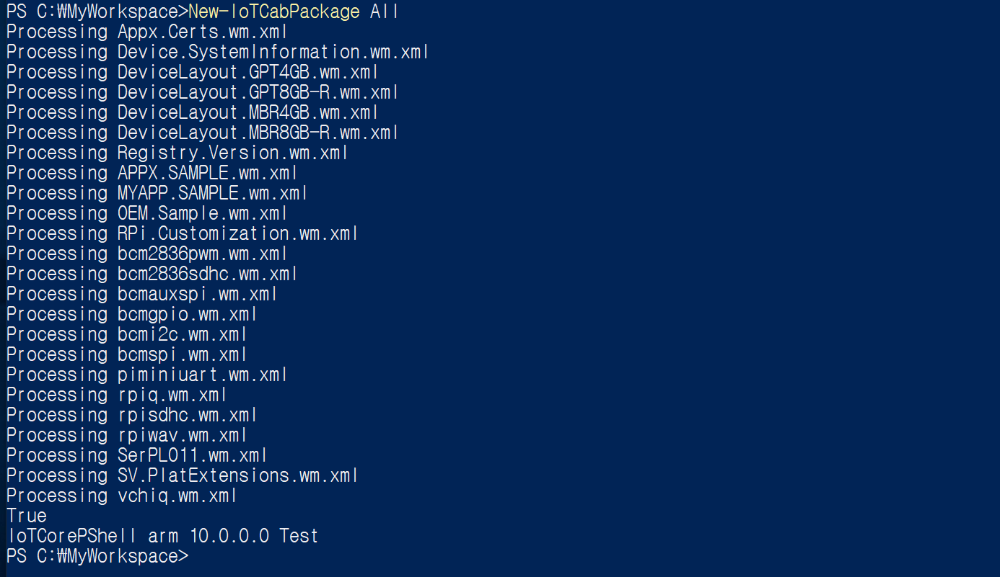 PS C:₩MyWorkspace>New-IoTCabPackage All
Processing Appx.Certs.wm.xml
Processing Device.SystemInformation.wm.xml
Processing DeviceLayout.GPT4GB.wm.xml
Processing DeviceLayout.GPT8GB-R.wm.xml
Processing DeviceLayout.MBR4GB.wm.xml
Processing DeviceLayout.MBR8GB-R.wm.xml
Processing Registry.Version.wm.xml
Processing APPX.SAMPLE.wm.xml
Processing MYAPP.SAMPLE.wm.xml
Processing OEM.Sample.wm.xml
Processing RPi.Customization.wm.xml
Processing bcm2836pwm.wm.xml
Processing bcm2836sdhc.wm.xml
Processing bcmauxspi.wm.xml
Processing bcmgpio.wm.xml
Processing bcmi2c.wm.xml
Processing bcmspi.wm.xml
Processing piminiuart.wm.xml
Processing rpiq.wm.xml
Processing rpisdhc.wm.xml
Processing rpiwav.wm.xml
Processing SerPL011.wm.xml
Processing SV.PlatExtensions.wm.xml
Processing vchiq.wm.xml
True
IoTCorePShell arm 10.0.0.0 Test
PS C:₩MyWorkspace>